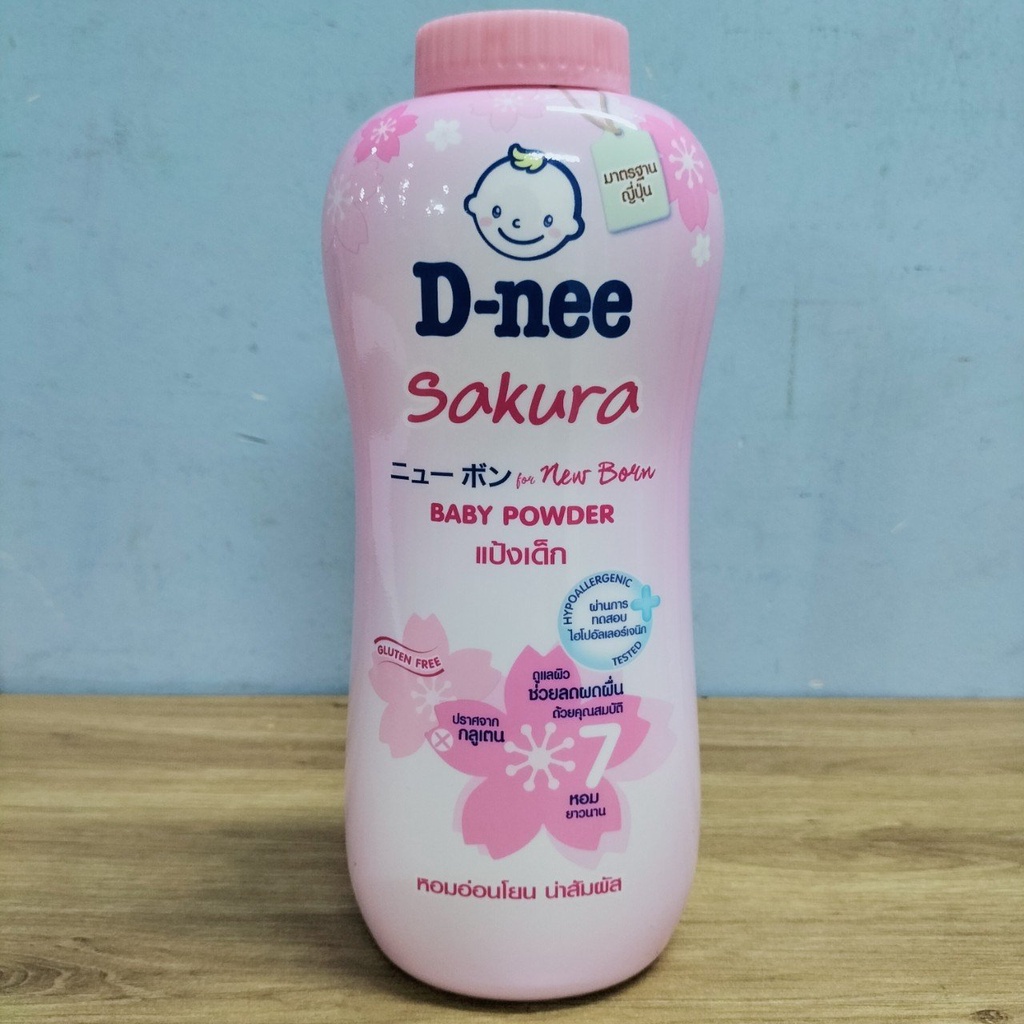 มาตรฐาน
ญี่ปุ่น
D-nee
Sakura
ニュー ボン for New Born
BABY POWDER
แป้งเด็ก
HYPOALLERGENIC
ผ่านการ
ทดสอบ
ไฮโปอัลเลอร์เจนิก
TESTED
GLUTEN FREE
ดูแลผิว
ช่วยลดผดผื่น
ด้วยคุณสมบัติ
7
ปราศจาก
กลูเตน
หอม
ยาวนาน
หอมอ่อนโยน น่าสัมผัส